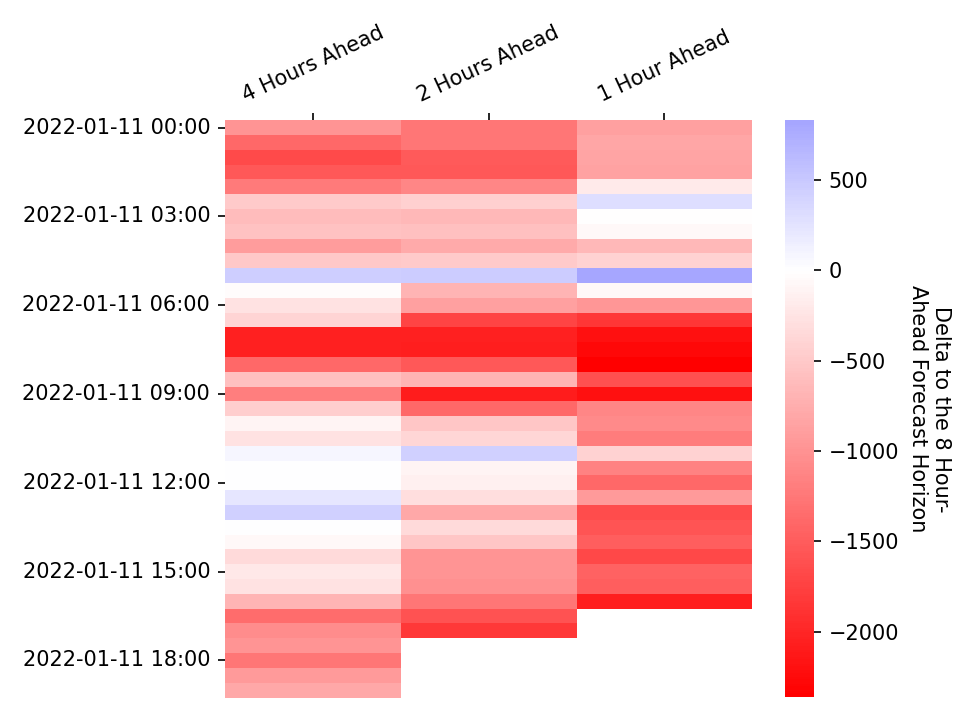 4 Hours Ahead
2 Hours Ahead
1 Hour Ahead
2022-01-11 00:00
2022-01-11 03:00
2022-01-11 06:00
2022-01-11 09:00
2022-01-11 12:00
2022-01-11 15:00
2022-01-11 18:00
500
0
−500
−1000
−1500
−2000
Delta to the 8 Hour-
Ahead Forecast Horizon